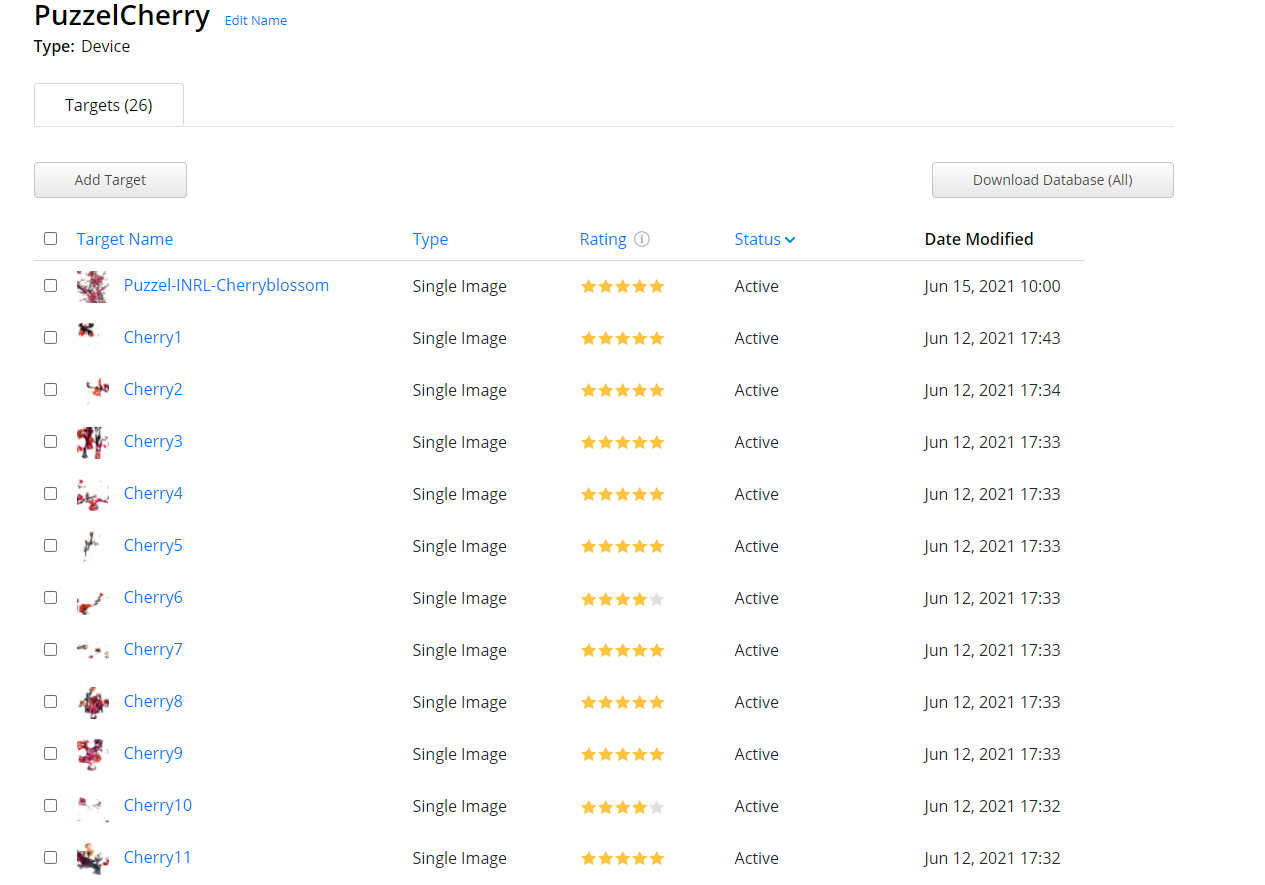 PuzzelCherry Edit Name
Type: Device
Targets (26)
Add Target Download Database (All)
Target Name Type Rating Status Date Modified
Puzzel-INRL-Cherryblossom Single Image Active Jun 15, 2021 10:00
Cherry1 Single Image Active Jun 12, 2021 17:43
Cherry2 Single Image Active Jun 12, 2021 17:34
Cherry3 Single Image Active Jun 12, 2021 17:33
Cherry4 Single Image Active Jun 12, 2021 17:33
Cherry5 Single Image Active Jun 12, 2021 17:33
Cherry6 Single Image Active Jun 12, 2021 17:33
Cherry7 Single Image Active Jun 12, 2021 17:33
Cherry8 Single Image Active Jun 12, 2021 17:33
Cherry9 Single Image Active Jun 12, 2021 17:33
Cherry10 Single Image Active Jun 12, 2021 17:32
Cherry11 Single Image Active Jun 12, 2021 17:32